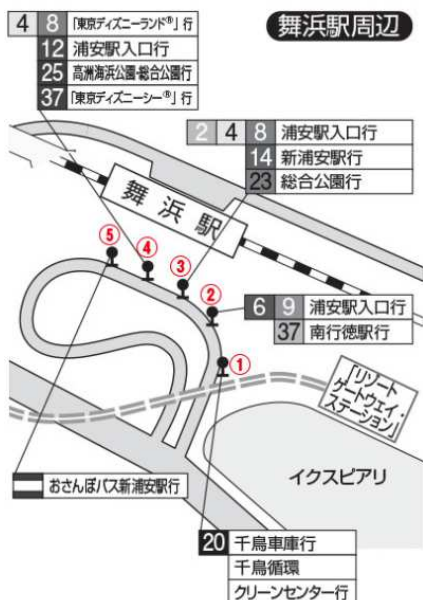 舞浜駅周辺
4 8 「東京ディズニーランド®」行
12 浦安駅入口行
25 高洲海浜公園・総合公園行
37 「東京ディズニーシー®」行
2 4 8 浦安駅入口行
14 新浦安駅行
23 総合公園行
舞浜駅
⑤
④
③
②
6 9 浦安駅入口行
37 南行徳駅行
①
「リゾート
ゲートウェイ・
ステーション」
イクスピアリ
おさんぽバス新浦安駅行
20 千鳥車庫行
千鳥循環
クリーンセンター行